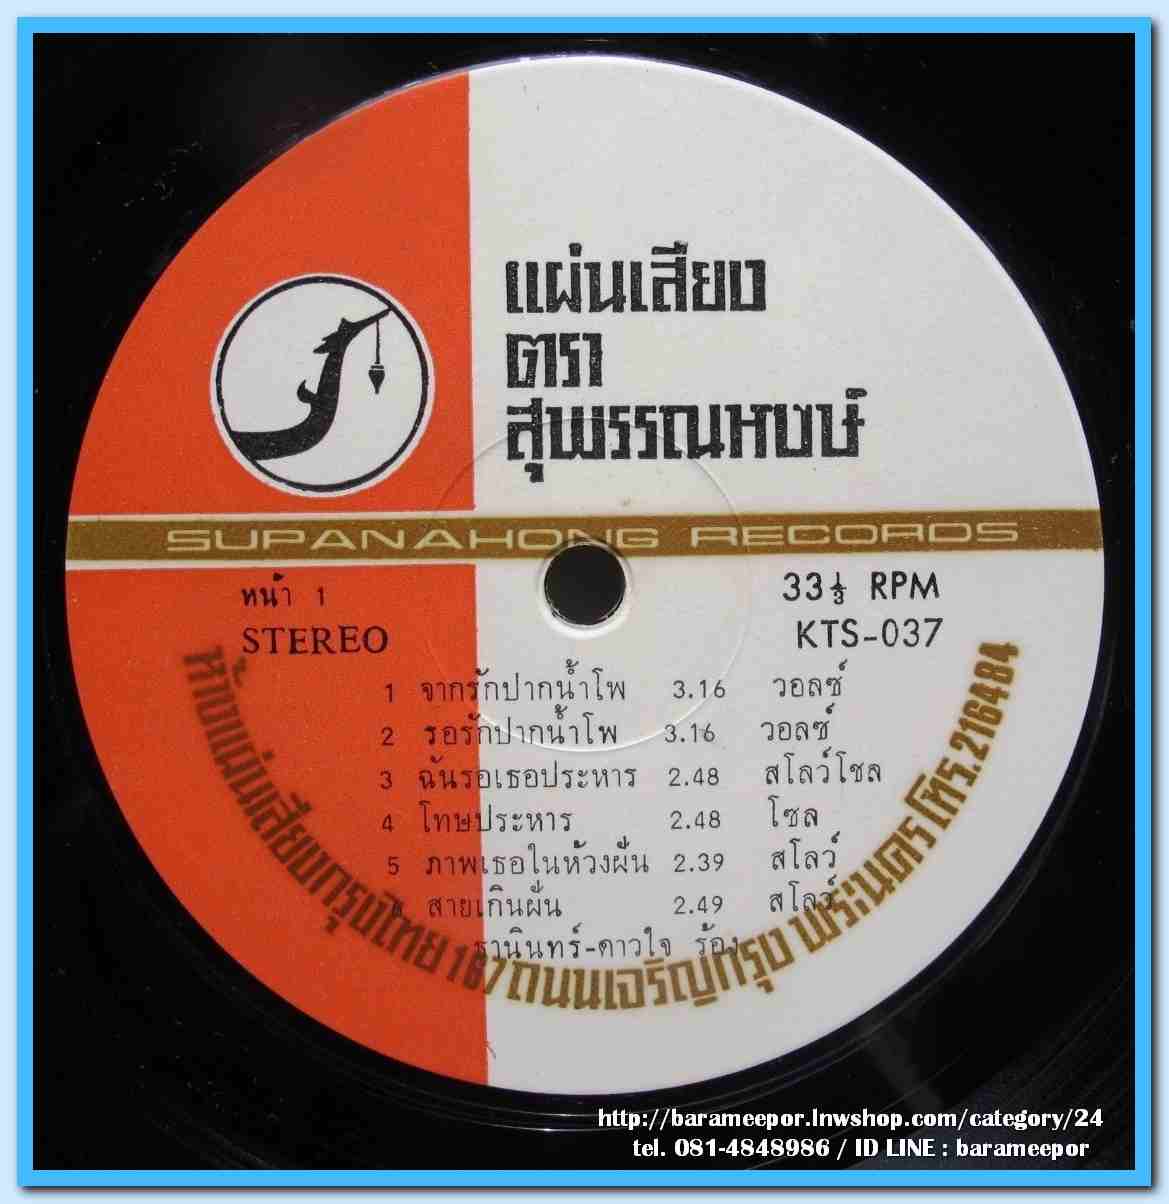 แผ่นเสียง
ตรา
สุพรรณหงษ์
SUPANAHONG RECORDS
หน้า 1
STEREO
33⅓ RPM
KTS-037
1 จากรักปากน้ำโพ 3.16 วอลซ์
2 รอรักปากน้ำโพ 3.16 วอลซ์
3 ฉันรอเธอประหาร 2.48 สโลว์โซล
4 โทษประหาร 2.48 โซล
5 ภาพเธอในห้วงฝัน 2.39 สโลว์
6 สายเกินฝัน 2.49 สโลว์
ธานินทร์-ดาวใจ ร้อง
ห้างแผ่นเสียงกรุงไทย 187 ถนนเจริญกรุง พระนคร โทร.216484
http://barameepor.lnwshop.com/category/24
tel. 081-4848986 / ID LINE : barameepor